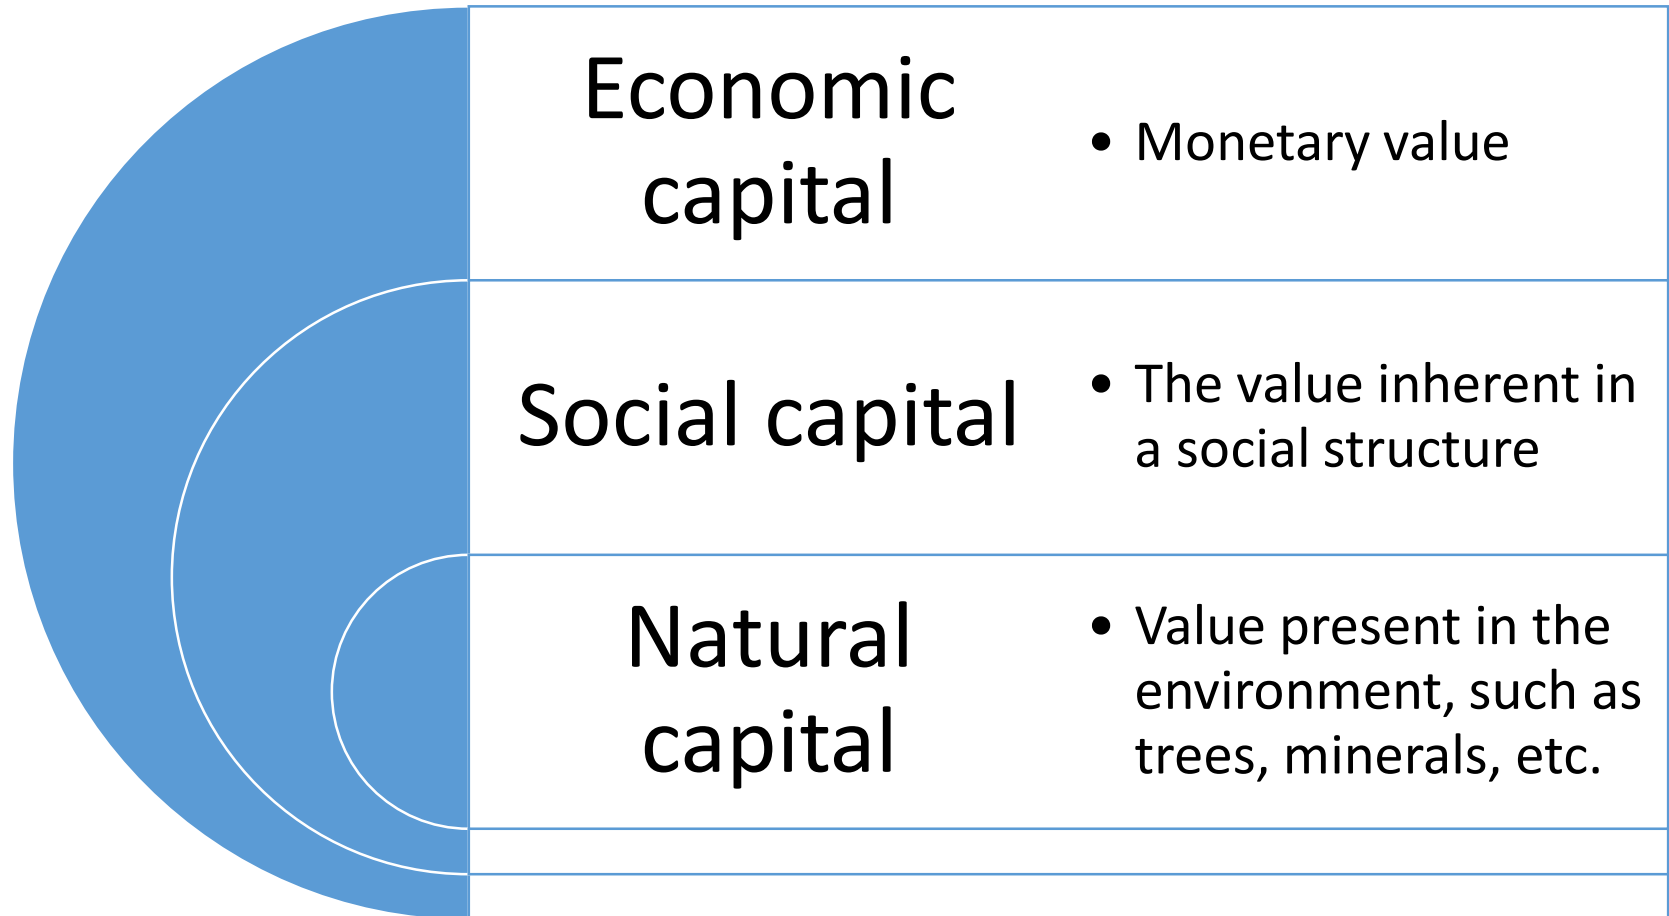 Economic
capital
• Monetary value
Social capital
• The value inherent in
a social structure
Natural
capital
• Value present in the
environment, such as
trees, minerals, etc.